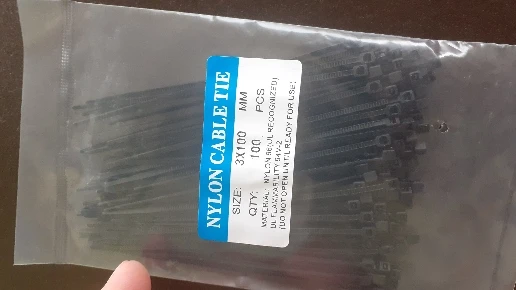 NYLON CABLE TIE
SIZE: 3X100 MM
QTY: 100 PCS
MATERIAL: NYLON 66(UL RECOGNIZED)
UL FLAMMABILITY 94V-2
(DO NOT OPEN UNTIL READY FOR USE)